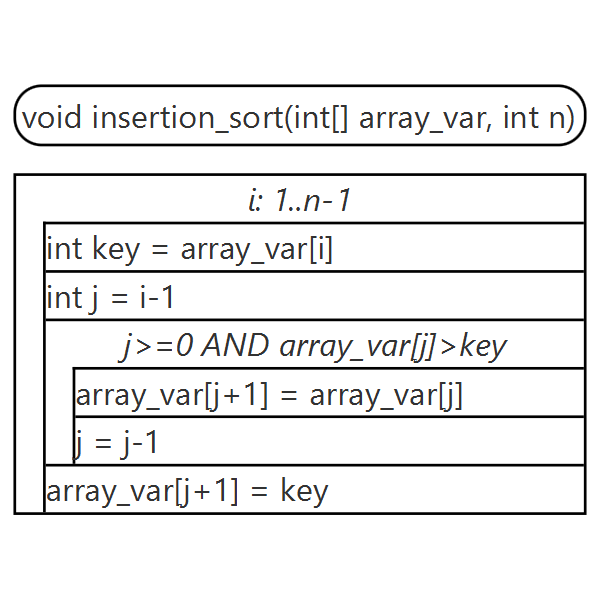 void insertion_sort(int[] array_var, int n)
i: 1..n-1
int key = array_var[i]
int j = i-1
j>=0 AND array_var[j]>key
array_var[j+1] = array_var[j]
j = j-1
array_var[j+1] = key